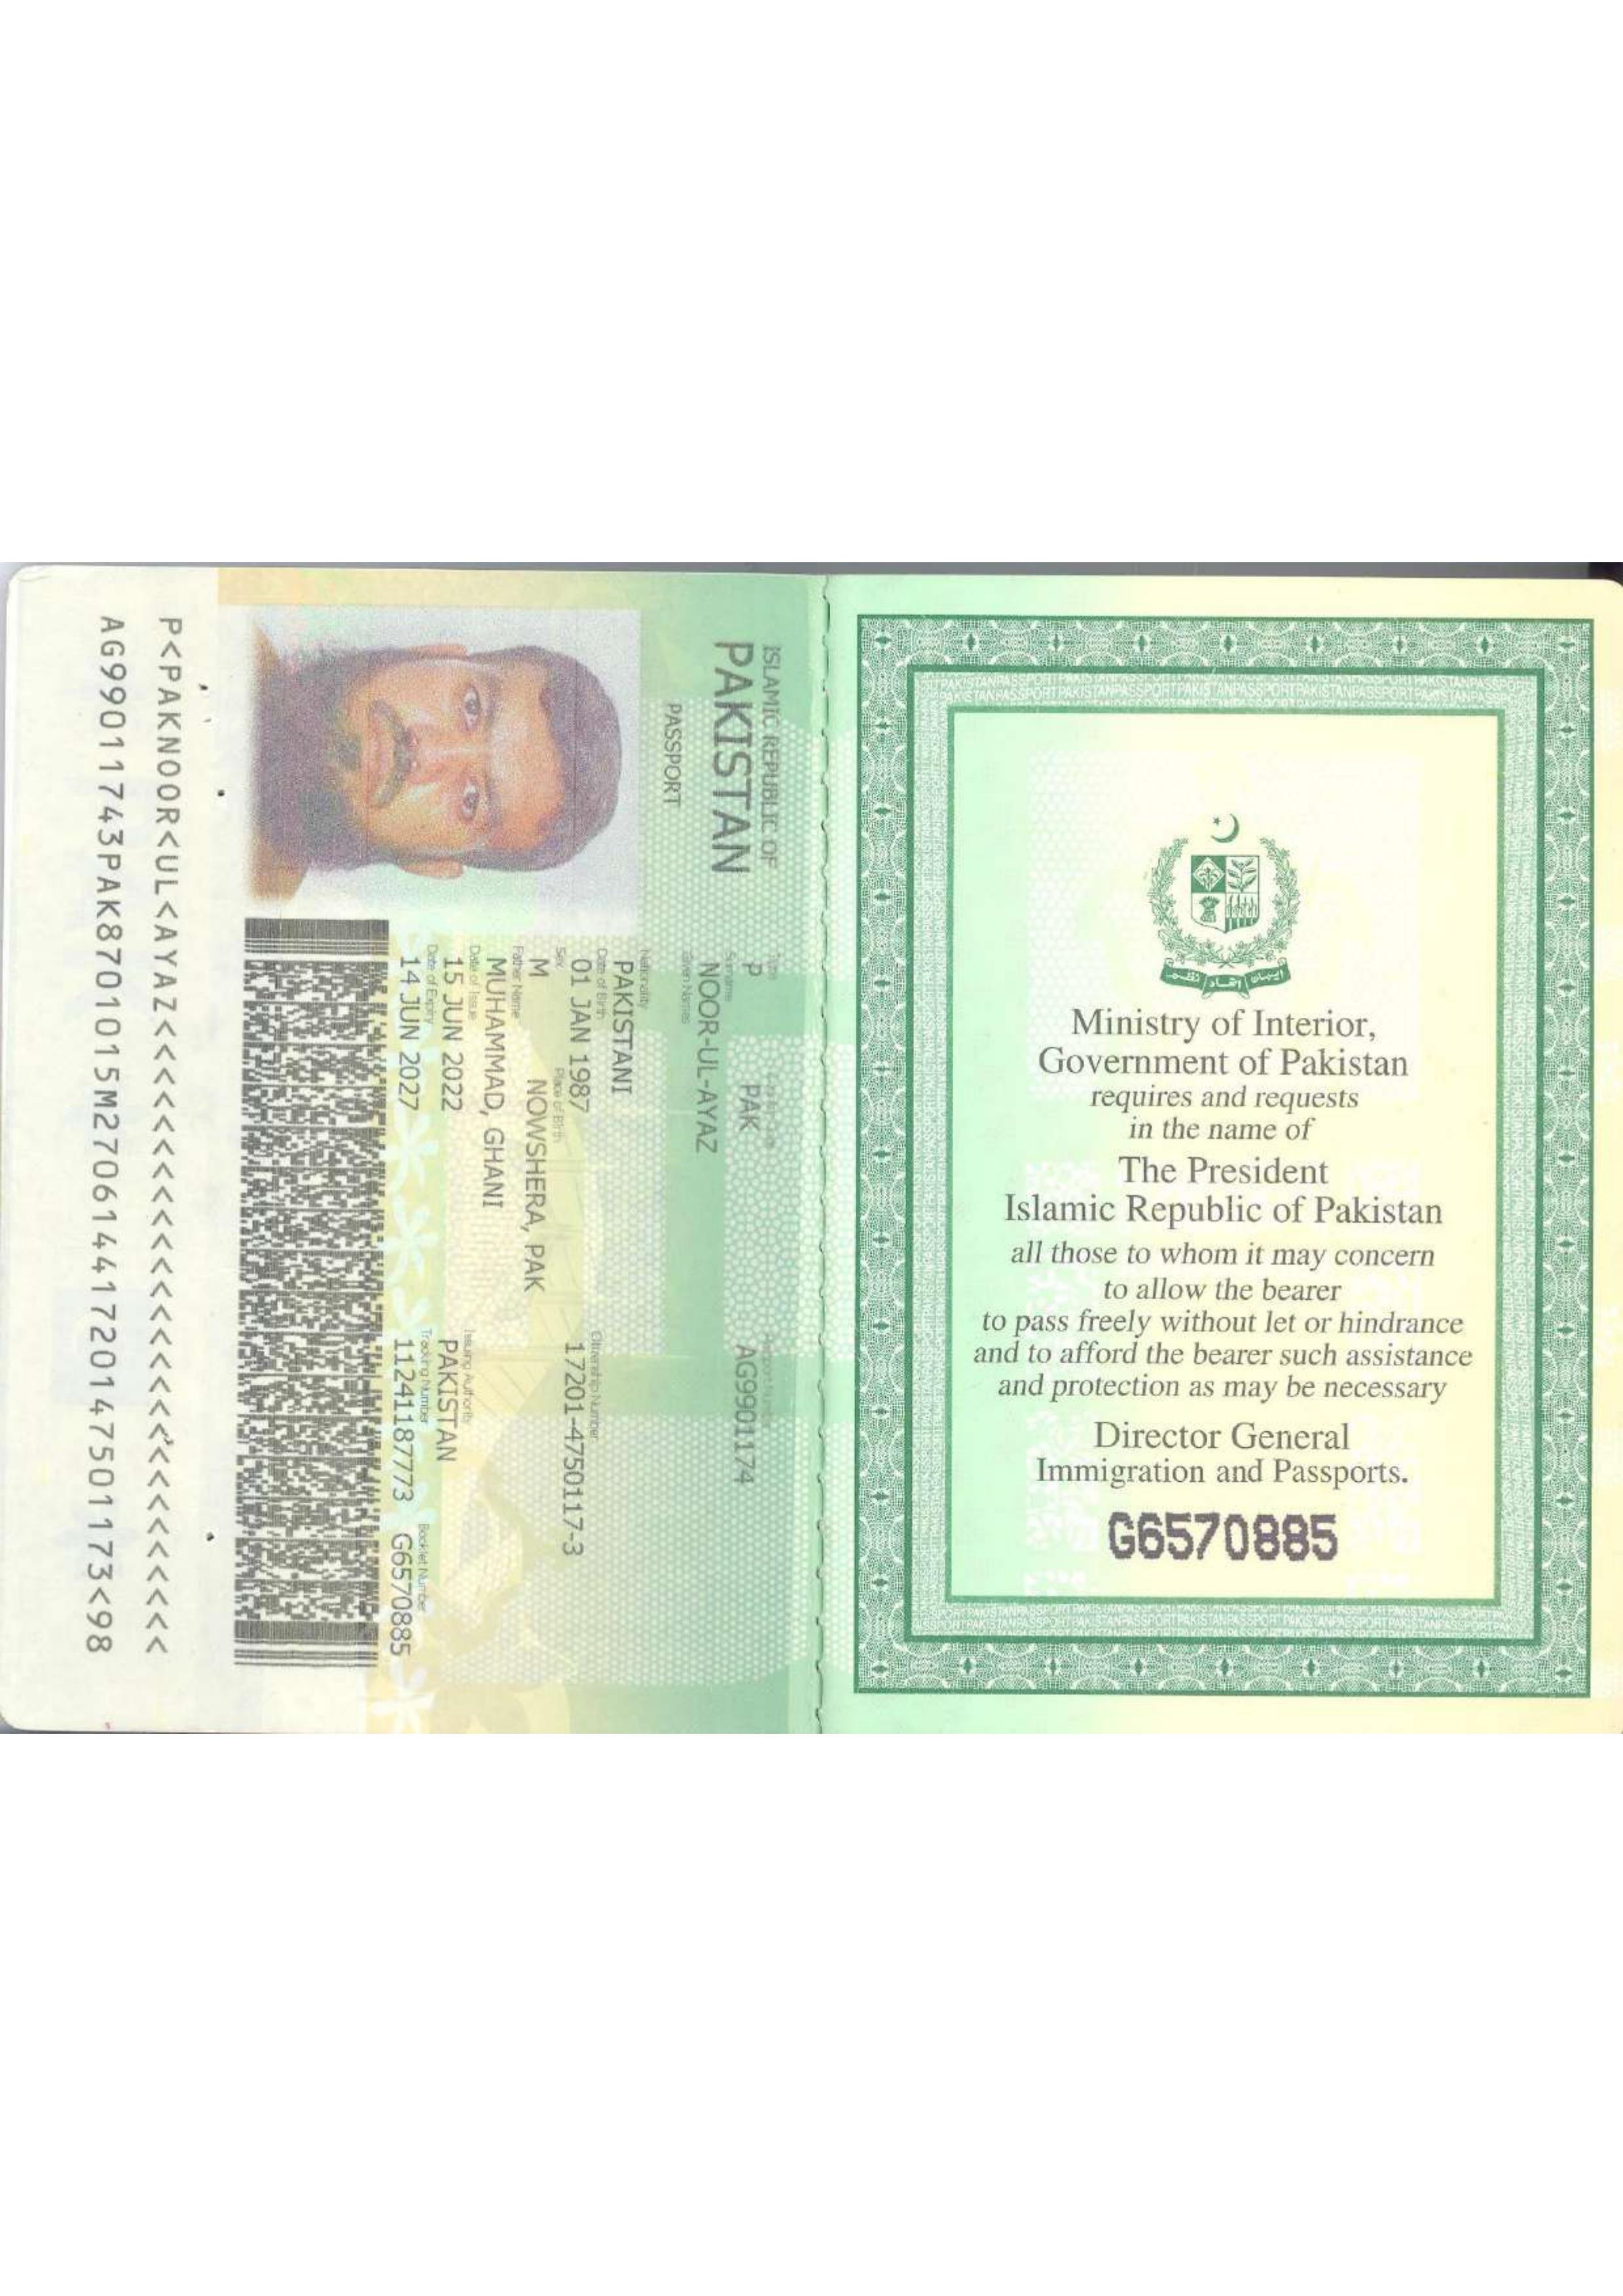 ISLAMIC REPUBLIC OF
PAKISTAN
PASSPORT
Type
P
PAK
AG9901174
Surname
NOOR-UL-AYAZ
Given Names
Nationality
PAKISTANI
Date of Birth
Citizenship Number
01 JAN 1987
17201-4750117-3
Sex
Place of Birth
M
NOWSHERA, PAK
Father Name
MUHAMMAD, GHANI
Date of Issue
Issuing Authority
15 JUN 2022
PAKISTAN
Date of Expiry
Tracking Number
Booklet Number
14 JUN 2027
11241187773
G6570885
P<PAKNOOR<UL<AYAZ<<<<<<<<<<<<<<<<<<<<<<<<<<<
AG99011743PAK8701015M27061441720147501173<98
ایمان اتحاد نظم
Ministry of Interior,
Government of Pakistan
requires and requests
in the name of
The President
Islamic Republic of Pakistan
all those to whom it may concern
to allow the bearer
to pass freely without let or hindrance
and to afford the bearer such assistance
and protection as may be necessary
Director General
Immigration and Passports.
G6570885